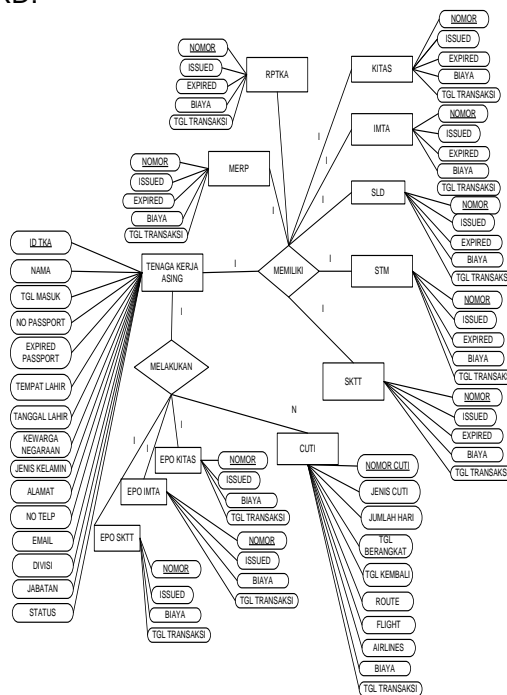 RPTKA
NOMOR
ISSUED
EXPIRED
BIAYA
TGL TRANSAKSI
KITAS
NOMOR
ISSUED
EXPIRED
BIAYA
TGL TRANSAKSI
IMTA
NOMOR
ISSUED
EXPIRED
BIAYA
TGL TRANSAKSI
MERP
NOMOR
ISSUED
EXPIRED
BIAYA
TGL TRANSAKSI
SLD
NOMOR
ISSUED
EXPIRED
BIAYA
TGL TRANSAKSI
STM
NOMOR
ISSUED
EXPIRED
BIAYA
TGL TRANSAKSI
SKTT
NOMOR
ISSUED
EXPIRED
BIAYA
TGL TRANSAKSI
MEMILIKI
I
I
I
I
I
I
I
TENAGA KERJA
ASING
ID TKA
NAMA
TGL MASUK
NO PASSPORT
EXPIRED
PASSPORT
TEMPAT LAHIR
TANGGAL LAHIR
KEWARGA
NEGARAAN
JENIS KELAMIN
ALAMAT
NO TELP
EMAIL
DIVISI
JABATAN
STATUS
I
MELAKUKAN
I
I
I
N
EPO KITAS
NOMOR
ISSUED
BIAYA
TGL TRANSAKSI
EPO IMTA
NOMOR
ISSUED
BIAYA
TGL TRANSAKSI
EPO SKTT
NOMOR
ISSUED
BIAYA
TGL TRANSAKSI
CUTI
NOMOR CUTI
JENIS CUTI
JUMLAH HARI
TGL
BERANGKAT
TGL KEMBALI
ROUTE
FLIGHT
AIRLINES
BIAYA
TGL TRANSAKSI